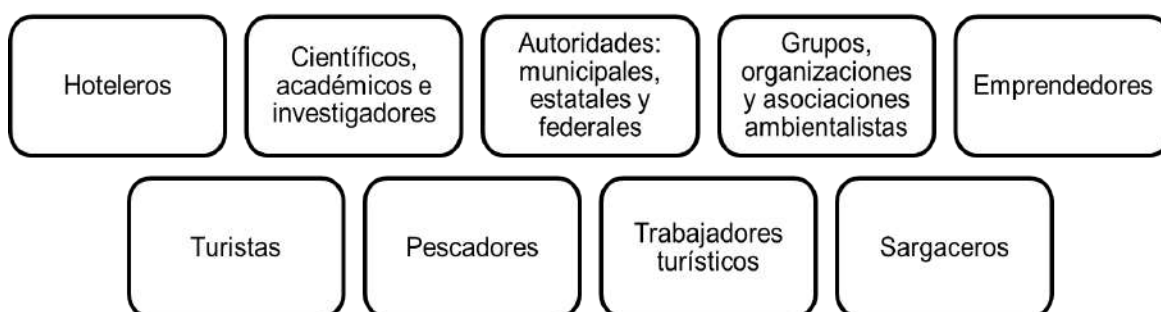 Hoteleros
Científicos,
académicos e
investigadores
Autoridades:
municipales,
estatales y
federales
Grupos,
organizaciones
y asociaciones
ambientalistas
Emprendedores
Turistas
Pescadores
Trabajadores
turísticos
Sargaceros